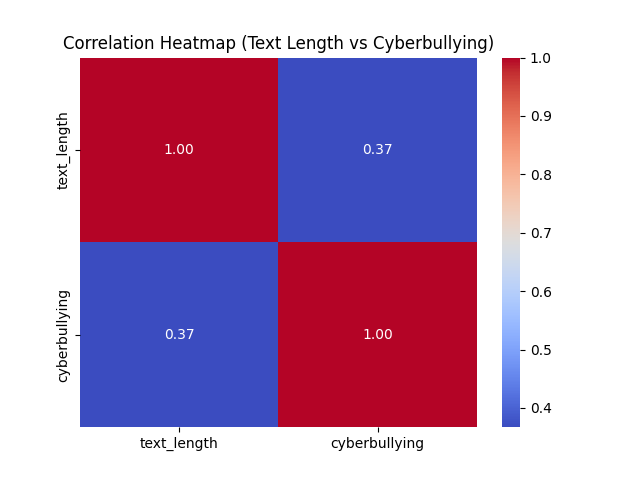 Correlation Heatmap (Text Length vs Cyberbullying)
text_length
1.00
0.37
cyberbullying
0.37
1.00
text_length
cyberbullying
1.0
0.9
0.8
0.7
0.6
0.5
0.4